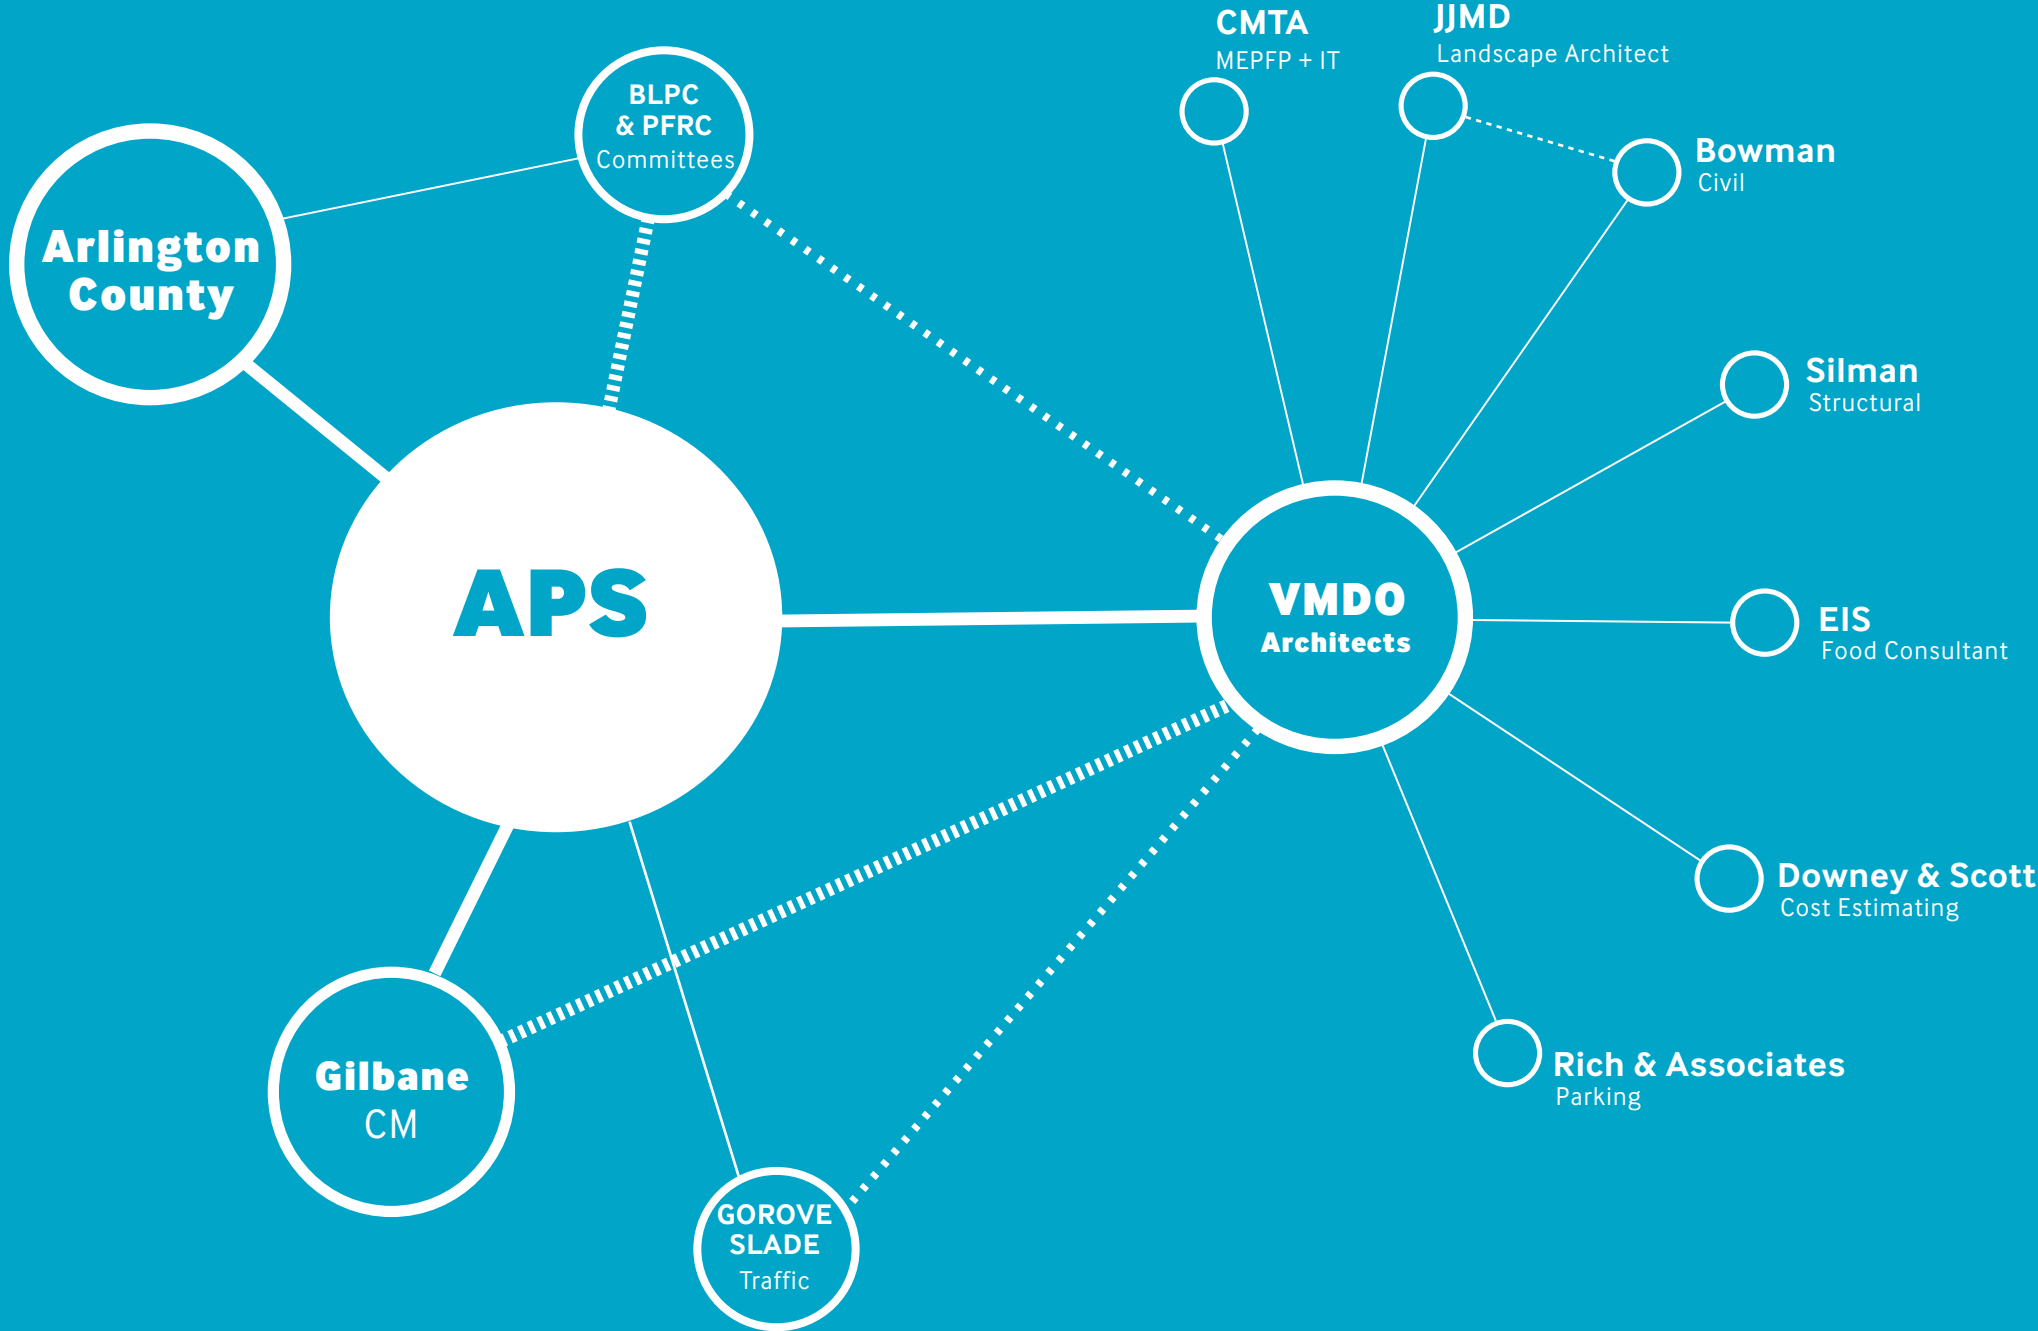 CMTA
MEPFP + IT
JJMD
Landscape Architect
BLPC
& PFRC
Committees
Bowman
Civil
Arlington
County
Silman
Structural
APS
VMDO
Architects
EIS
Food Consultant
Downey & Scott
Cost Estimating
Gilbane
CM
Rich & Associates
Parking
GOROVE
SLADE
Traffic